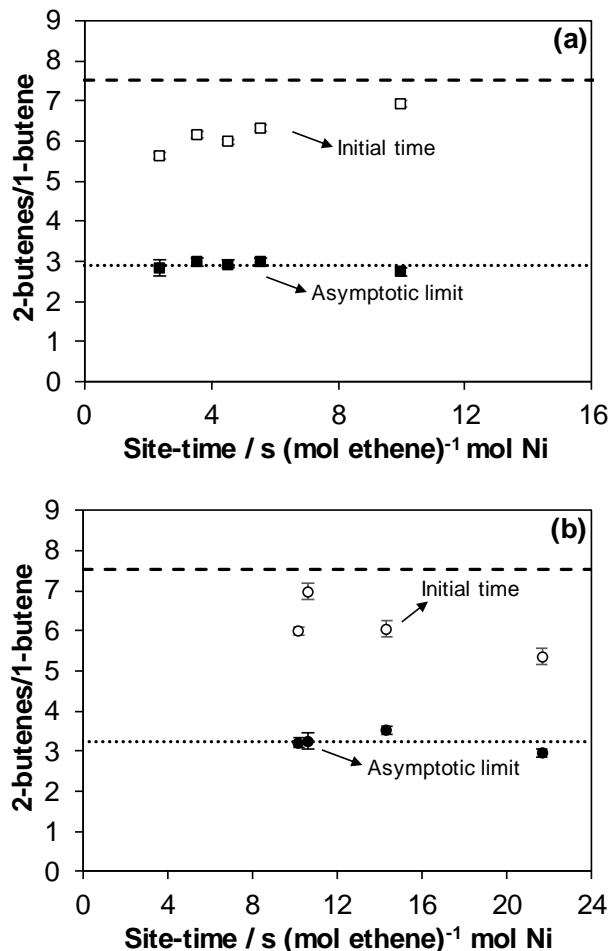 (a)
9
8
7
6
5
4
3
2
1
0
2-butenes/1-butene
Initial time
Asymptotic limit
0 4 8 12 16
Site-time / s (mol ethene)⁻¹ mol Ni
(b)
9
8
7
6
5
4
3
2
1
0
2-butenes/1-butene
Initial time
Asymptotic limit
0 4 8 12 16 20 24
Site-time / s (mol ethene)⁻¹ mol Ni